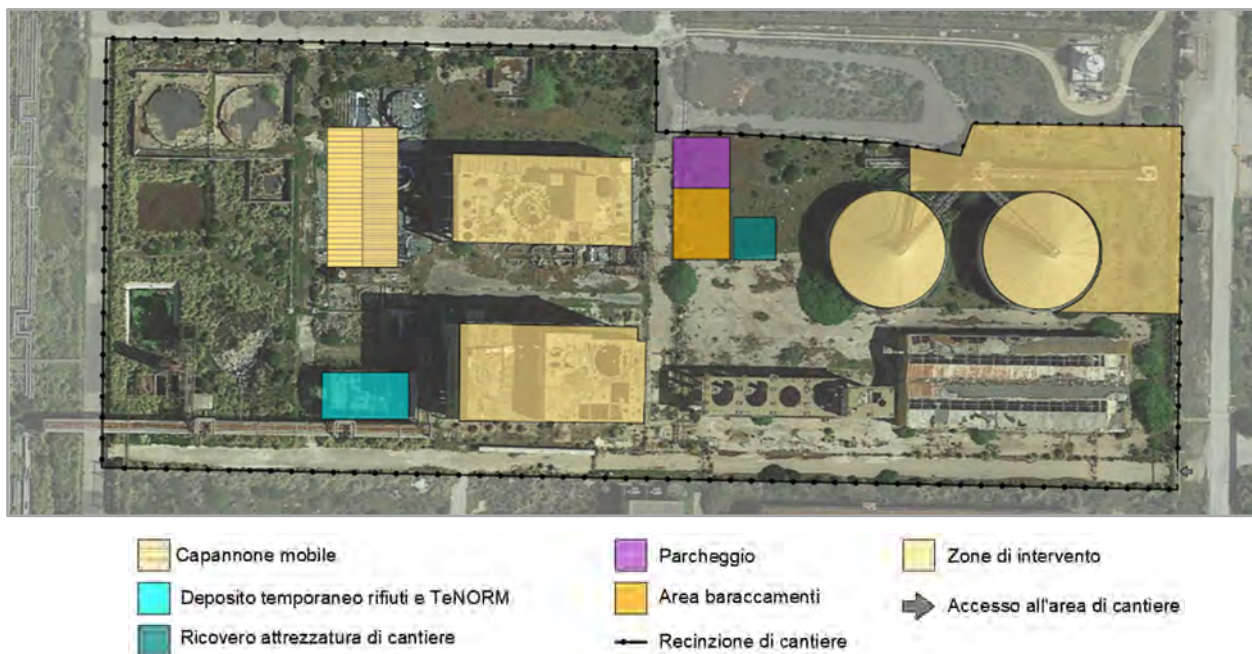 Capannone mobile
Parcheggio
Zone di intervento
Deposito temporaneo rifiuti e TeNORM
Area baraccamenti
Accesso all'area di cantiere
Ricovero attrezzatura di cantiere
Recinzione di cantiere